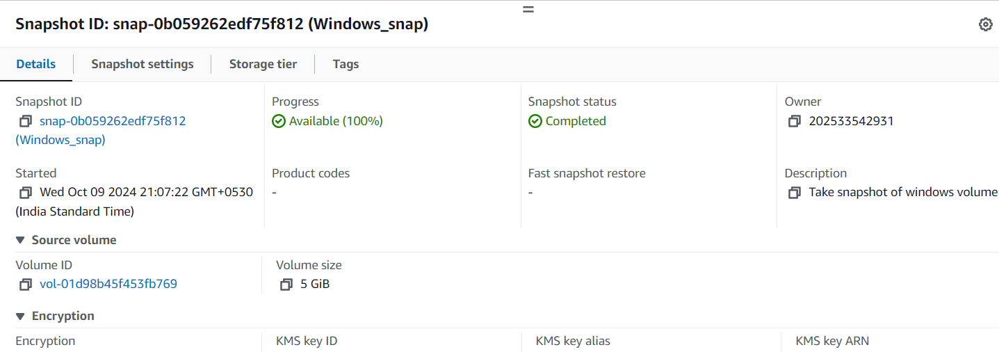 Snapshot ID: snap-0b059262edf75f812 (Windows_snap)
Details Snapshot settings Storage tier Tags
Snapshot ID
snap-0b059262edf75f812
(Windows_snap)
Progress
Available (100%)
Snapshot status
Completed
Owner
202533542931
Started
Wed Oct 09 2024 21:07:22 GMT+0530
(India Standard Time)
Product codes
-
Fast snapshot restore
-
Description
Take snapshot of windows volume
Source volume
Volume ID
vol-01d98b45f453fb769
Volume size
5 GiB
Encryption
Encryption
KMS key ID
KMS key alias
KMS key ARN